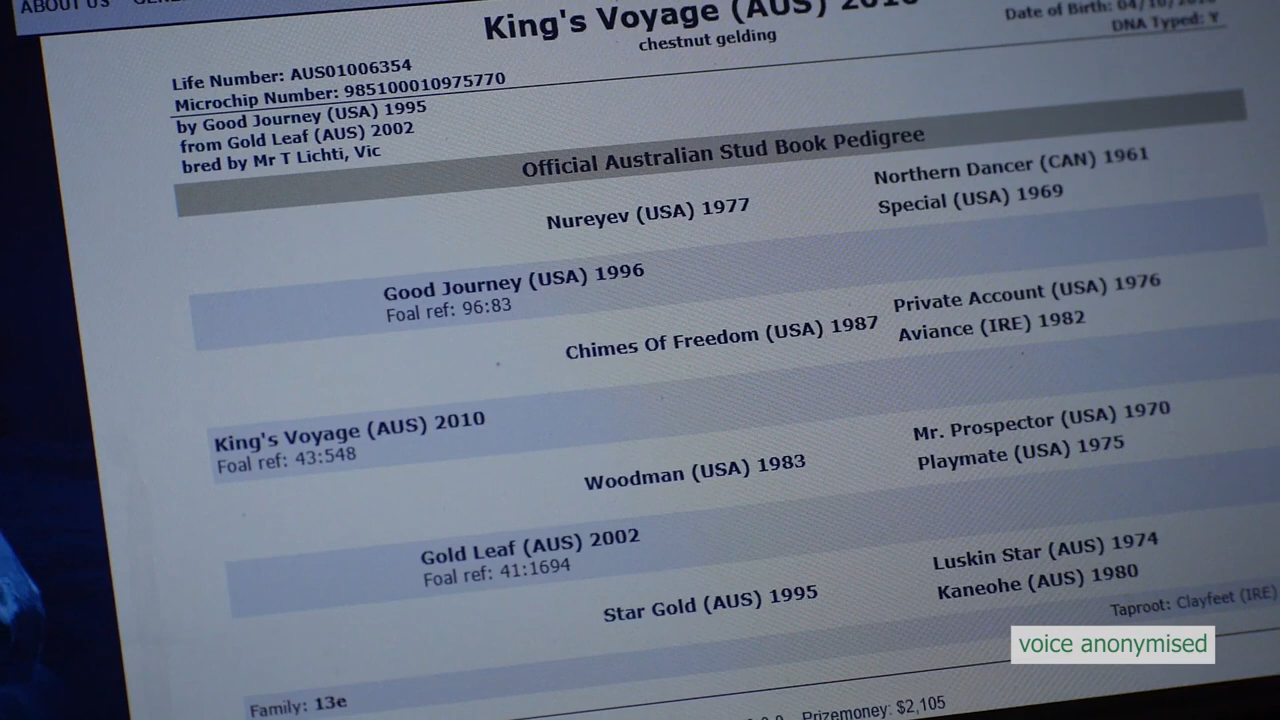 ABOUT US
King's Voyage (AUS) 2010
chestnut gelding
Date of Birth: 04/10/2010
DNA Typed: Y
Life Number: AUS01006354
Microchip Number: 985100010975770
by Good Journey (USA) 1995
from Gold Leaf (AUS) 2002
bred by Mr T Lichti, Vic
Official Australian Stud Book Pedigree
Northern Dancer (CAN) 1961
Nureyev (USA) 1977
Special (USA) 1969
Good Journey (USA) 1996
Foal ref: 96:83
Private Account (USA) 1976
Chimes Of Freedom (USA) 1987
Aviance (IRE) 1982
King's Voyage (AUS) 2010
Foal ref: 43:548
Mr. Prospector (USA) 1970
Woodman (USA) 1983
Playmate (USA) 1975
Gold Leaf (AUS) 2002
Foal ref: 41:1694
Luskin Star (AUS) 1974
Star Gold (AUS) 1995
Kaneohe (AUS) 1980
Taproot: Clayfeet (IRE)
voice anonymised
Family: 13e
Prizemoney: $2,105